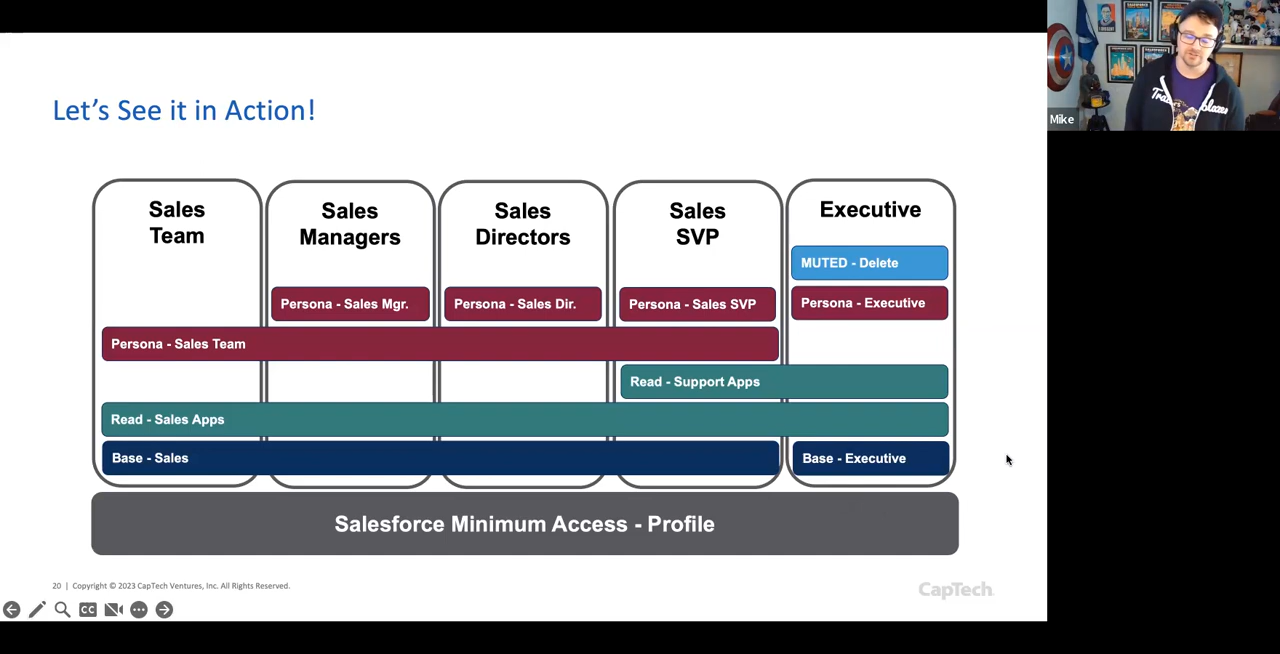 Let's See it in Action!
Mike
Sales
Team
Sales
Managers
Sales
Directors
Sales
SVP
Executive
MUTED - Delete
Persona - Sales Mgr.
Persona - Sales Dir.
Persona - Sales SVP
Persona - Executive
Persona - Sales Team
Read - Support Apps
Read - Sales Apps
Base - Sales
Base - Executive
Salesforce Minimum Access - Profile
20 | Copyright © 2023 CapTech Ventures, Inc. All Rights Reserved.
CapTech
CC